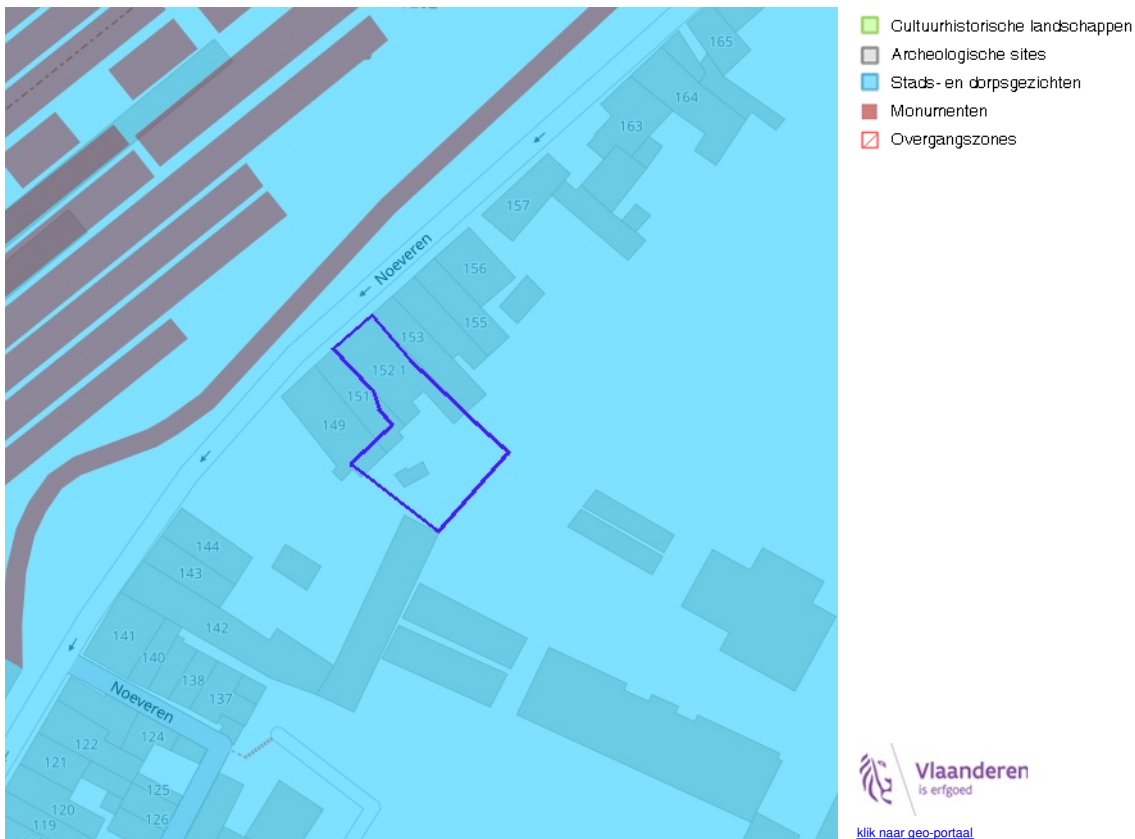 Cultuurhistorische landschappen
Archeologische sites
Stads- en dorpsgezichten
Monumenten
Overgangszones
165
164
163
157
Noeveren
156
155
153
152 1
151
149
144
143
142
141
140
138
137
Noeveren
124
122
121
125
120
126
119
Vlaanderen
is erfgoed
klik naar geo-portaal